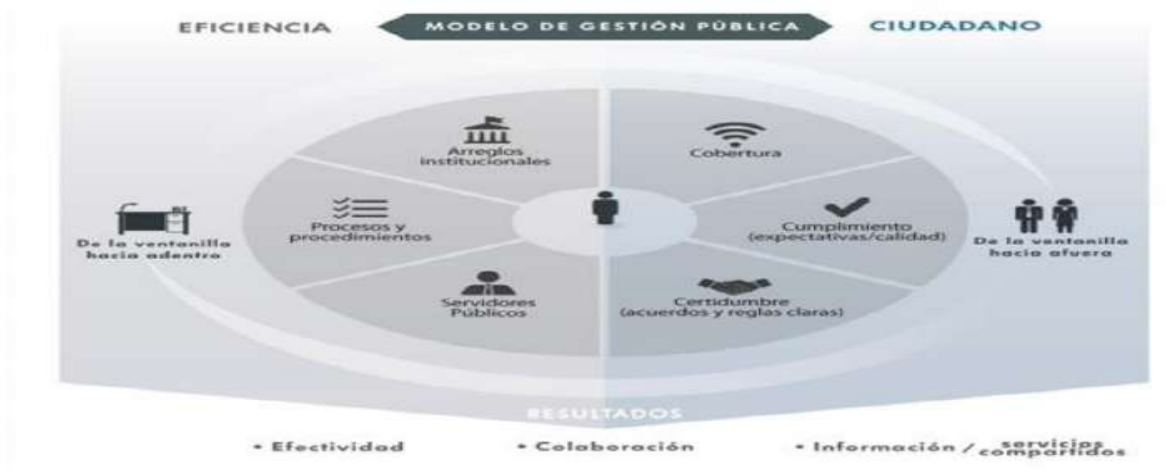 EFICIENCIA
MODELO DE GESTIÓN PÚBLICA
CIUDADANO
Arreglos
institucionales
Cobertura
Procesos y
procedimientos
Cumplimiento
(expectativas/calidad)
De la ventanilla
hacia adentro
De la ventanilla
hacia afuera
Servidores
Públicos
Certidumbre
(acuerdos y reglas claras)
RESULTADOS
• Efectividad
• Colaboración
• Información / servicios
compartidos